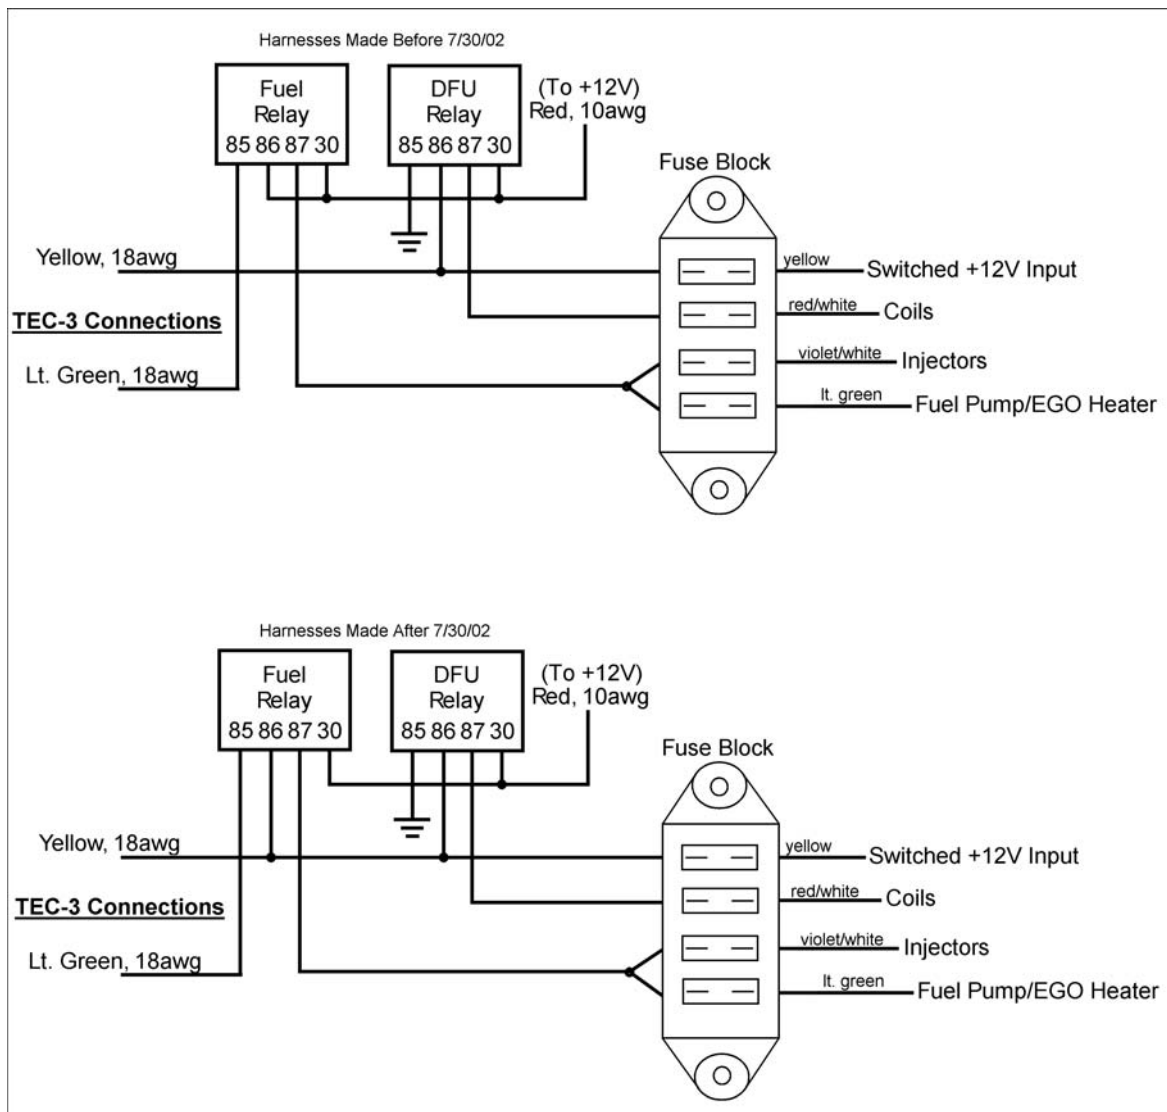 Harnesses Made Before 7/30/02
Fuel
Relay
85 86 87 30
DFU
Relay
85 86 87 30
(To +12V)
Red, 10awg
Fuse Block
Yellow, 18awg
TEC-3 Connections
Lt. Green, 18awg
yellow
Switched +12V Input
red/white
Coils
violet/white
Injectors
lt. green
Fuel Pump/EGO Heater
Harnesses Made After 7/30/02
Fuel
Relay
85 86 87 30
DFU
Relay
85 86 87 30
(To +12V)
Red, 10awg
Fuse Block
Yellow, 18awg
TEC-3 Connections
Lt. Green, 18awg
yellow
Switched +12V Input
red/white
Coils
violet/white
Injectors
lt. green
Fuel Pump/EGO Heater